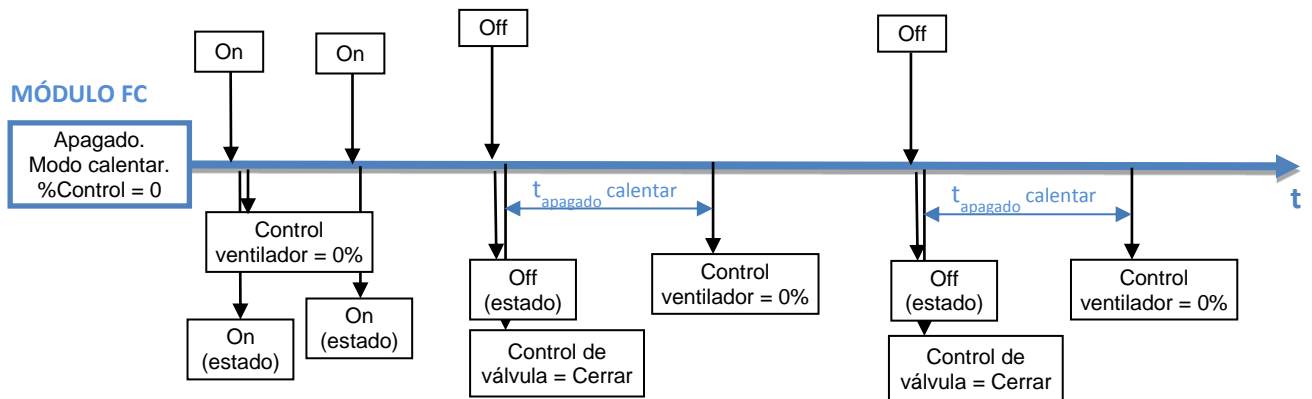 Off
Off
On
On
MÓDULO FC
Apagado.
Modo calentar.
%Control = 0
t apagado calentar
t apagado calentar
t
Control
ventilador = 0%
Off
(estado)
Control
ventilador = 0%
Off
(estado)
Control
ventilador = 0%
On
(estado)
On
(estado)
Control de
válvula = Cerrar
Control de
válvula = Cerrar